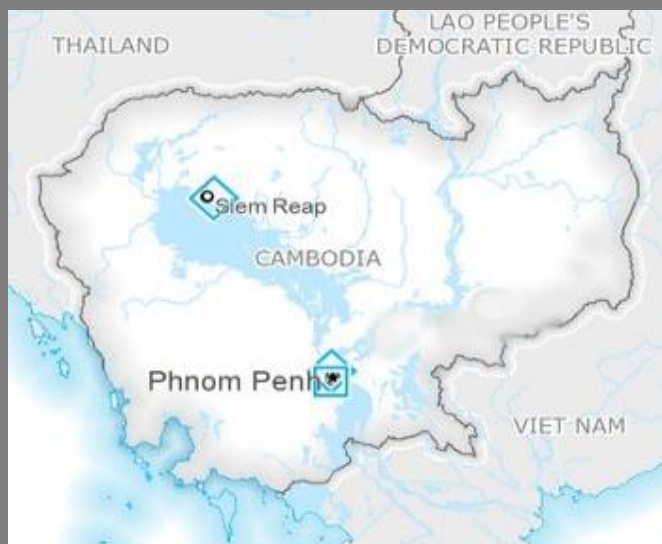 THAILAND
LAO PEOPLE'S
DEMOCRATIC REPUBLIC
Siem Reap
CAMBODIA
Phnom Penh
VIET NAM